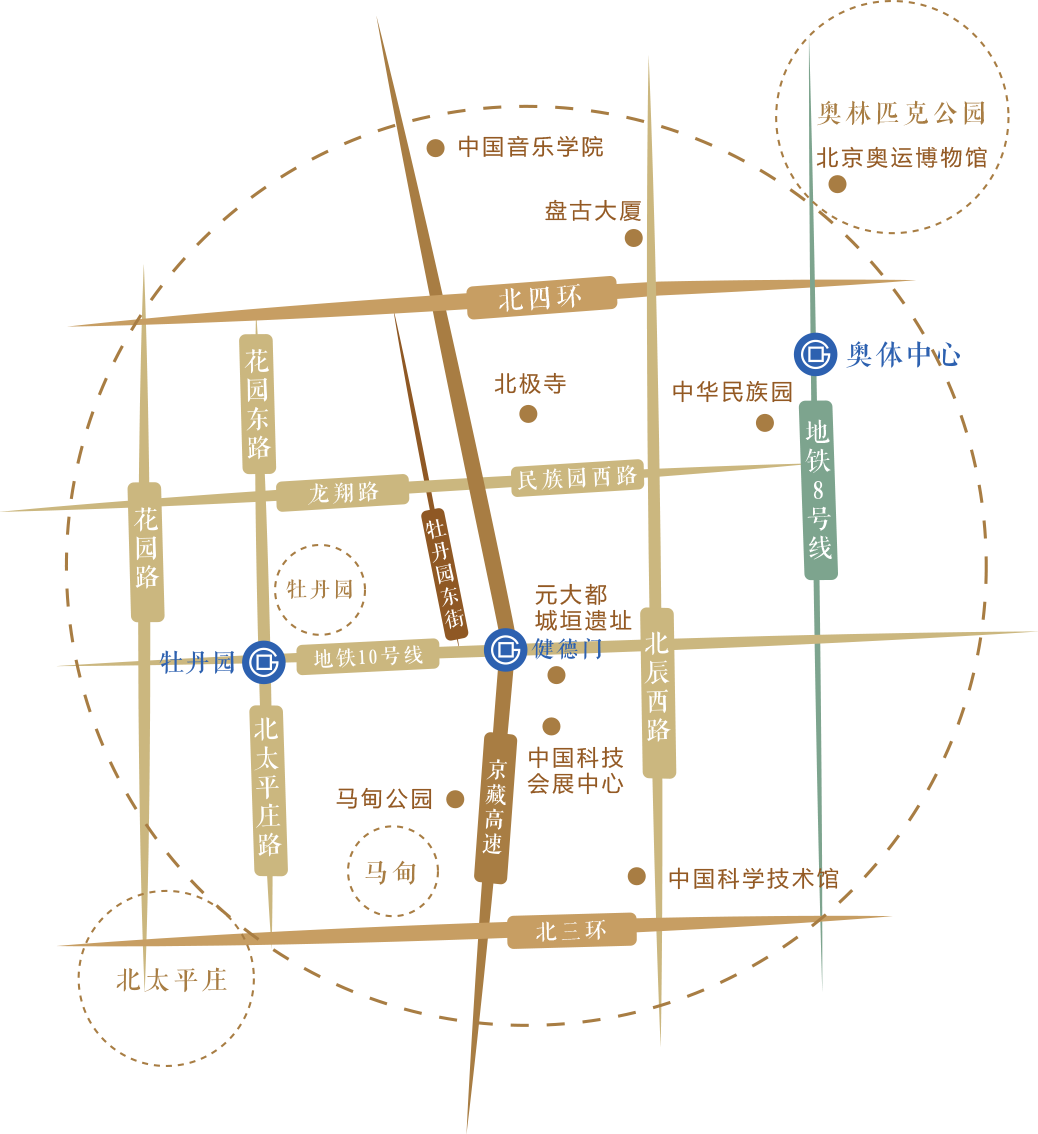 奥林匹克公园
中国音乐学院
北京奥运博物馆
盘古大厦
北四环
花园东路
奥体中心
北极寺
中华民族园
地铁8号线
民族园西路
龙翔路
花园路
牡丹园东街
牡丹园
元大都
城垣遗址
健德门
地铁10号线
牡丹园
北辰西路
北太平庄路
京藏高速
中国科技
会展中心
马甸公园
马甸
中国科学技术馆
北三环
北太平庄